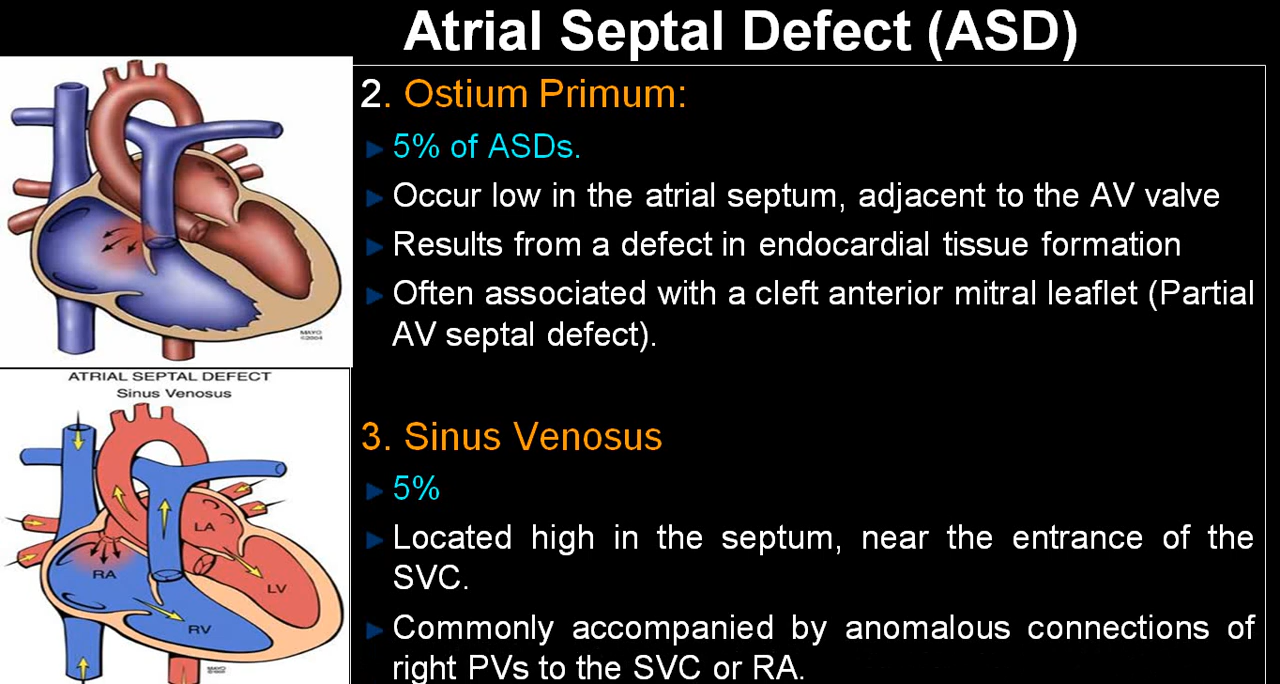 Atrial Septal Defect (ASD)
2. Ostium Primum:
5% of ASDs.
Occur low in the atrial septum, adjacent to the AV valve
Results from a defect in endocardial tissue formation
Often associated with a cleft anterior mitral leaflet (Partial
AV septal defect).
MAYO
©2004
ATRIAL SEPTAL DEFECT
Sinus Venosus
LA
RA
LV
RV
MAYO
3. Sinus Venosus
5%
Located high in the septum, near the entrance of the
SVC.
Commonly accompanied by anomalous connections of
right PVs to the SVC or RA.